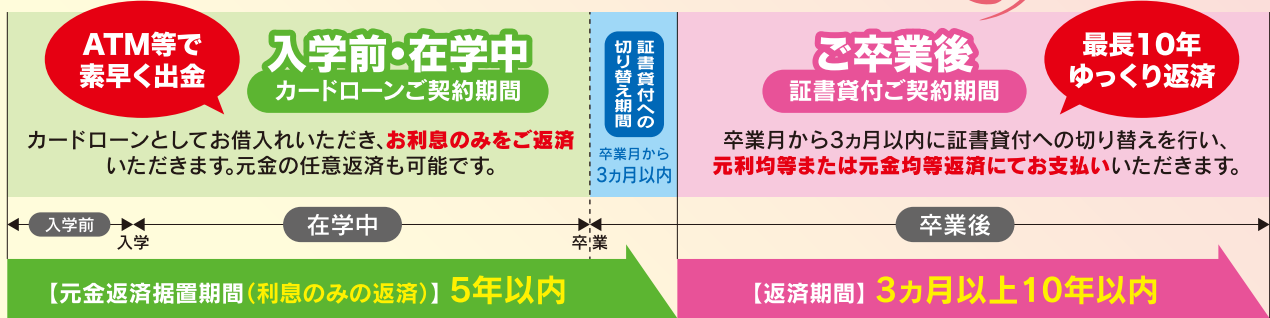 ATM等で
素早く出金
入学前・在学中
カードローンご契約期間
カードローンとしてお借入れいただき、お利息のみをご返済
いただきます。元金の任意返済も可能です。
証書貸付への
切り替え期間
卒業月から
3ヵ月以内
ご卒業後
証書貸付ご契約期間
最長10年
ゆっくり返済
卒業月から3ヵ月以内に証書貸付への切り替えを行い、
元利均等または元金均等返済にてお支払いいただきます。
入学前
入学
在学中
卒業
卒業後
【元金返済据置期間(利息のみの返済)】5年以内
【返済期間】3ヵ月以上10年以内